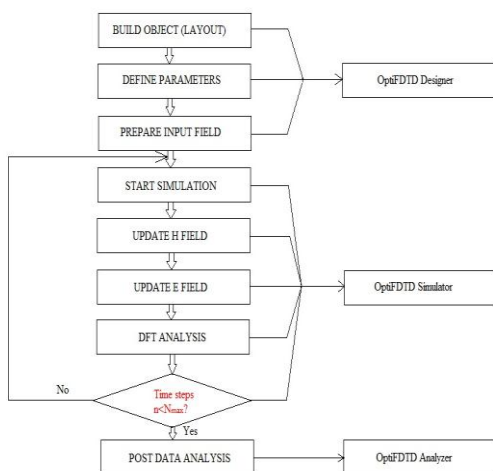 BUILD OBJECT (LAYOUT)
DEFINE PARAMETERS
OptiFDTD Designer
PREPARE INPUT FIELD
START SIMULATION
UPDATE H FIELD
UPDATE E FIELD
OptiFDTD Simulator
DFT ANALYSIS
No
Time steps
n<Nmax?
Yes
POST DATA ANALYSIS
OptiFDTD Analyzer